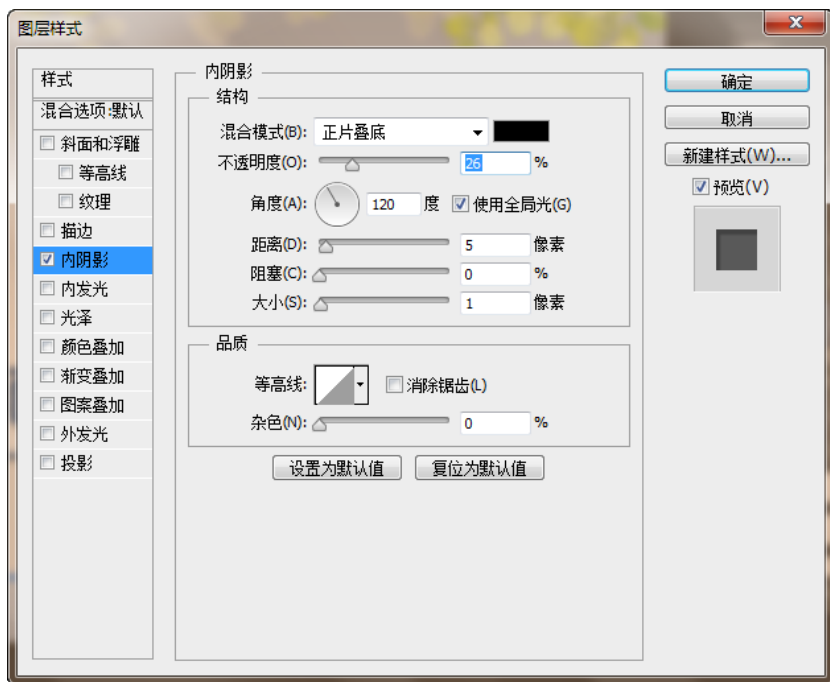 图层样式
样式
混合选项:默认
斜面和浮雕
等高线
纹理
描边
内阴影
内发光
光泽
颜色叠加
渐变叠加
图案叠加
外发光
投影
内阴影
结构
混合模式(B): 正片叠底
不透明度(O): 26 %
角度(A): 120 度 使用全局光(G)
距离(D): 5 像素
阻塞(C): 0 %
大小(S): 1 像素
品质
等高线: 消除锯齿(L)
杂色(N): 0 %
设置为默认值 复位为默认值
确定
取消
新建样式(W)...
预览(V)